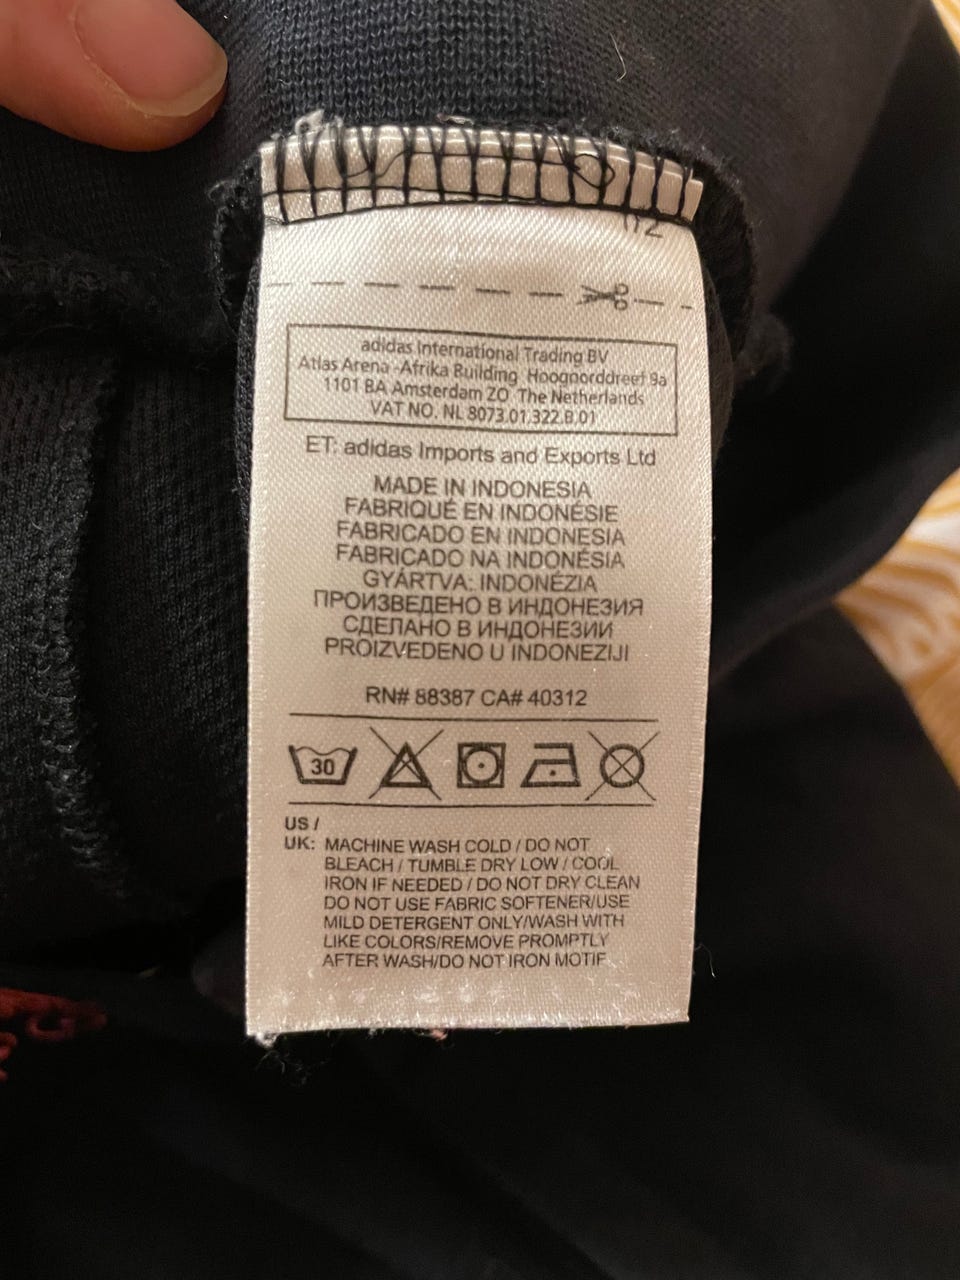 adidas International Trading BV
Atlas Arena -Afrika Building Hoogoorddreef 9a
1101 BA Amsterdam ZO The Netherlands
VAT NO. NL 8073.01.322.B.01
ET: adidas Imports and Exports Ltd
MADE IN INDONESIA
FABRIQUÉ EN INDONÉSIE
FABRICADO EN INDONESIA
FABRICADO NA INDONÉSIA
GYÁRTVA: INDONÉZIA
ПРОИЗВЕДЕНО В ИНДОНЕЗИЯ
СДЕЛАНО В ИНДОНЕЗИИ
PROIZVEDENO U INDONEZIJI
RN# 88387 CA# 40312
30
US /
UK: MACHINE WASH COLD / DO NOT
BLEACH / TUMBLE DRY LOW / COOL
IRON IF NEEDED / DO NOT DRY CLEAN
DO NOT USE FABRIC SOFTENER/USE
MILD DETERGENT ONLY/WASH WITH
LIKE COLORS/REMOVE PROMPTLY
AFTER WASH/DO NOT IRON MOTIF